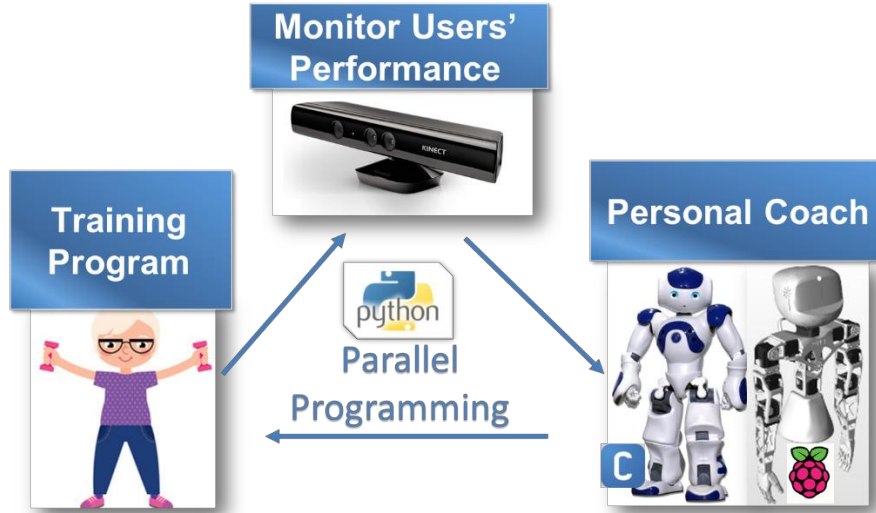 Monitor Users'
Performance
KINECT
Training
Program
Personal Coach
python
Parallel
Programming
C